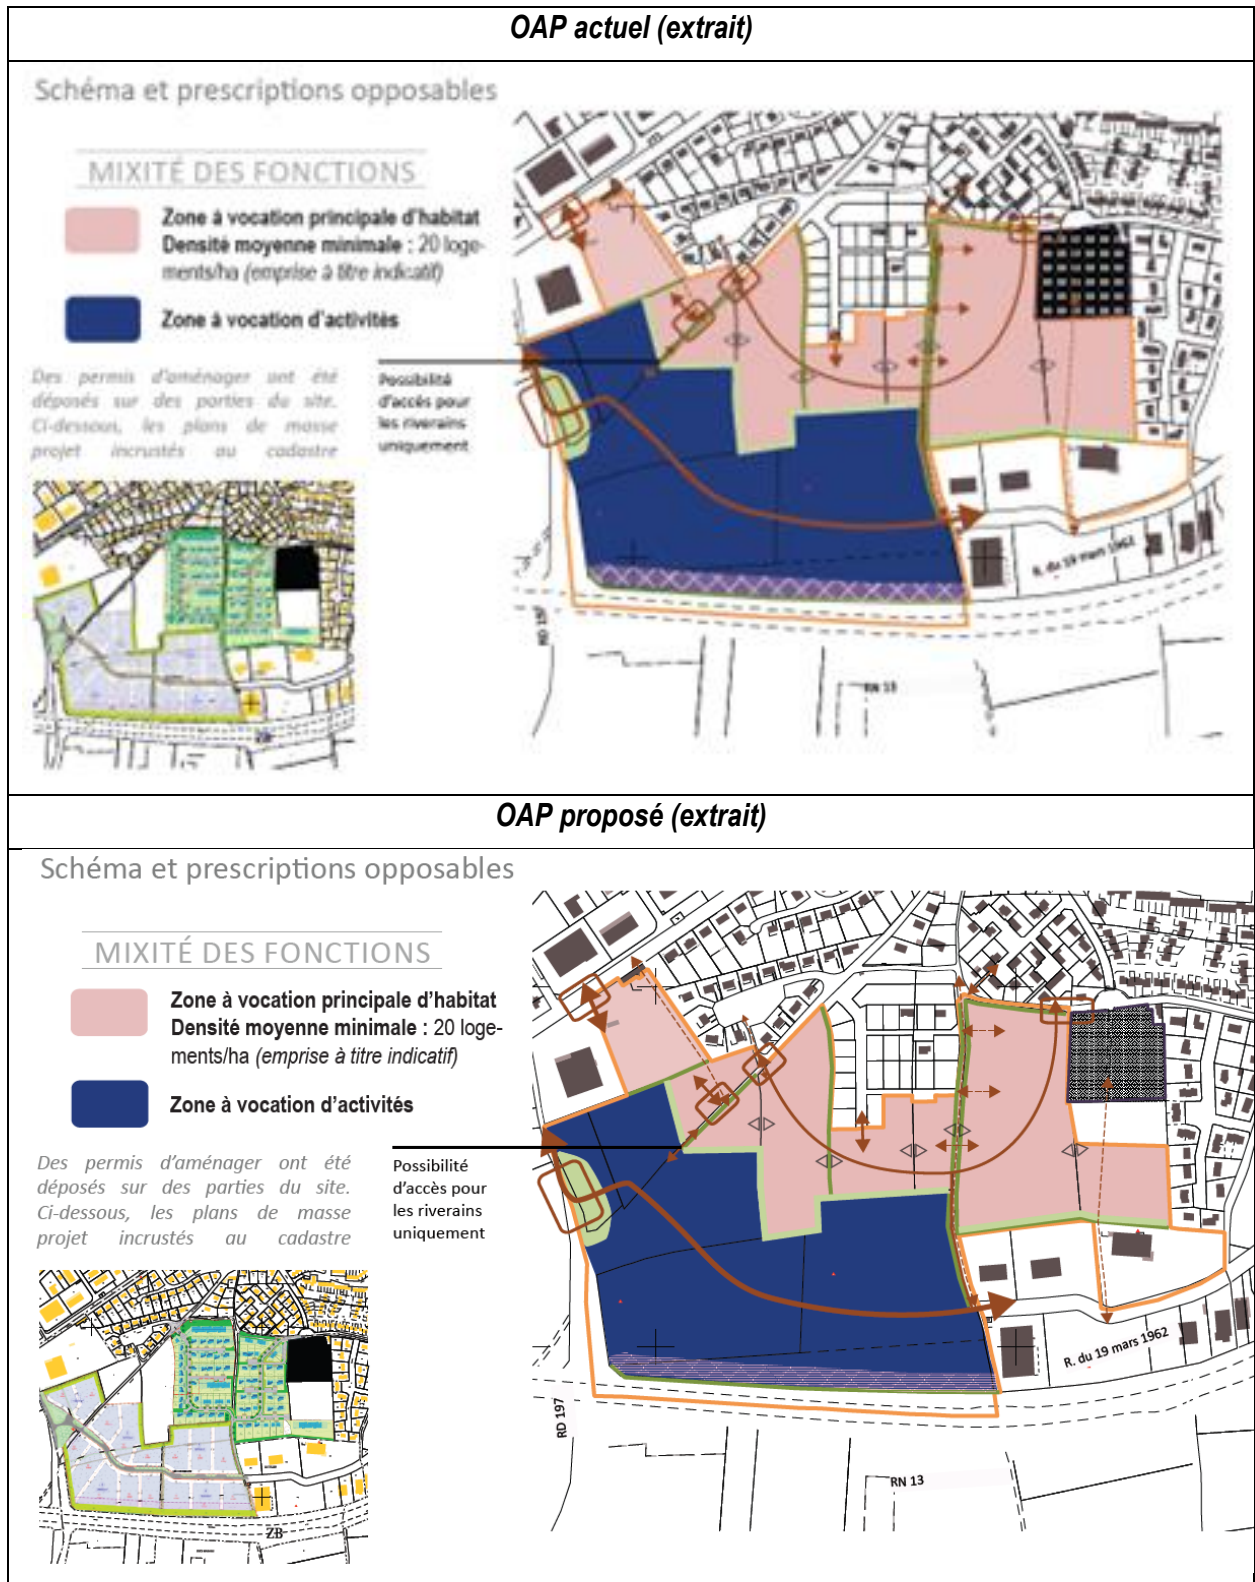 OAP actuel (extrait)
Schéma et prescriptions opposables
MIXITÉ DES FONCTIONS
Zone à vocation principale d'habitat
Densité moyenne minimale : 20 loge-
ments/ha (emprise à titre indicatif)
Zone à vocation d'activités
Des permis d'aménager ont été
déposés sur des parties du site.
Ci-dessous, les plans de masse
projet incrustés au cadastre
Possibilité
d'accès pour
les riverains
uniquement
R. du 19 mars 1962
RD 197
RN 13
ZB
OAP proposé (extrait)
Schéma et prescriptions opposables
MIXITÉ DES FONCTIONS
Zone à vocation principale d'habitat
Densité moyenne minimale : 20 loge-
ments/ha (emprise à titre indicatif)
Zone à vocation d'activités
Des permis d'aménager ont été
déposés sur des parties du site.
Ci-dessous, les plans de masse
projet incrustés au cadastre
Possibilité
d'accès pour
les riverains
uniquement
R. du 19 mars 1962
RD 197
RN 13
ZB